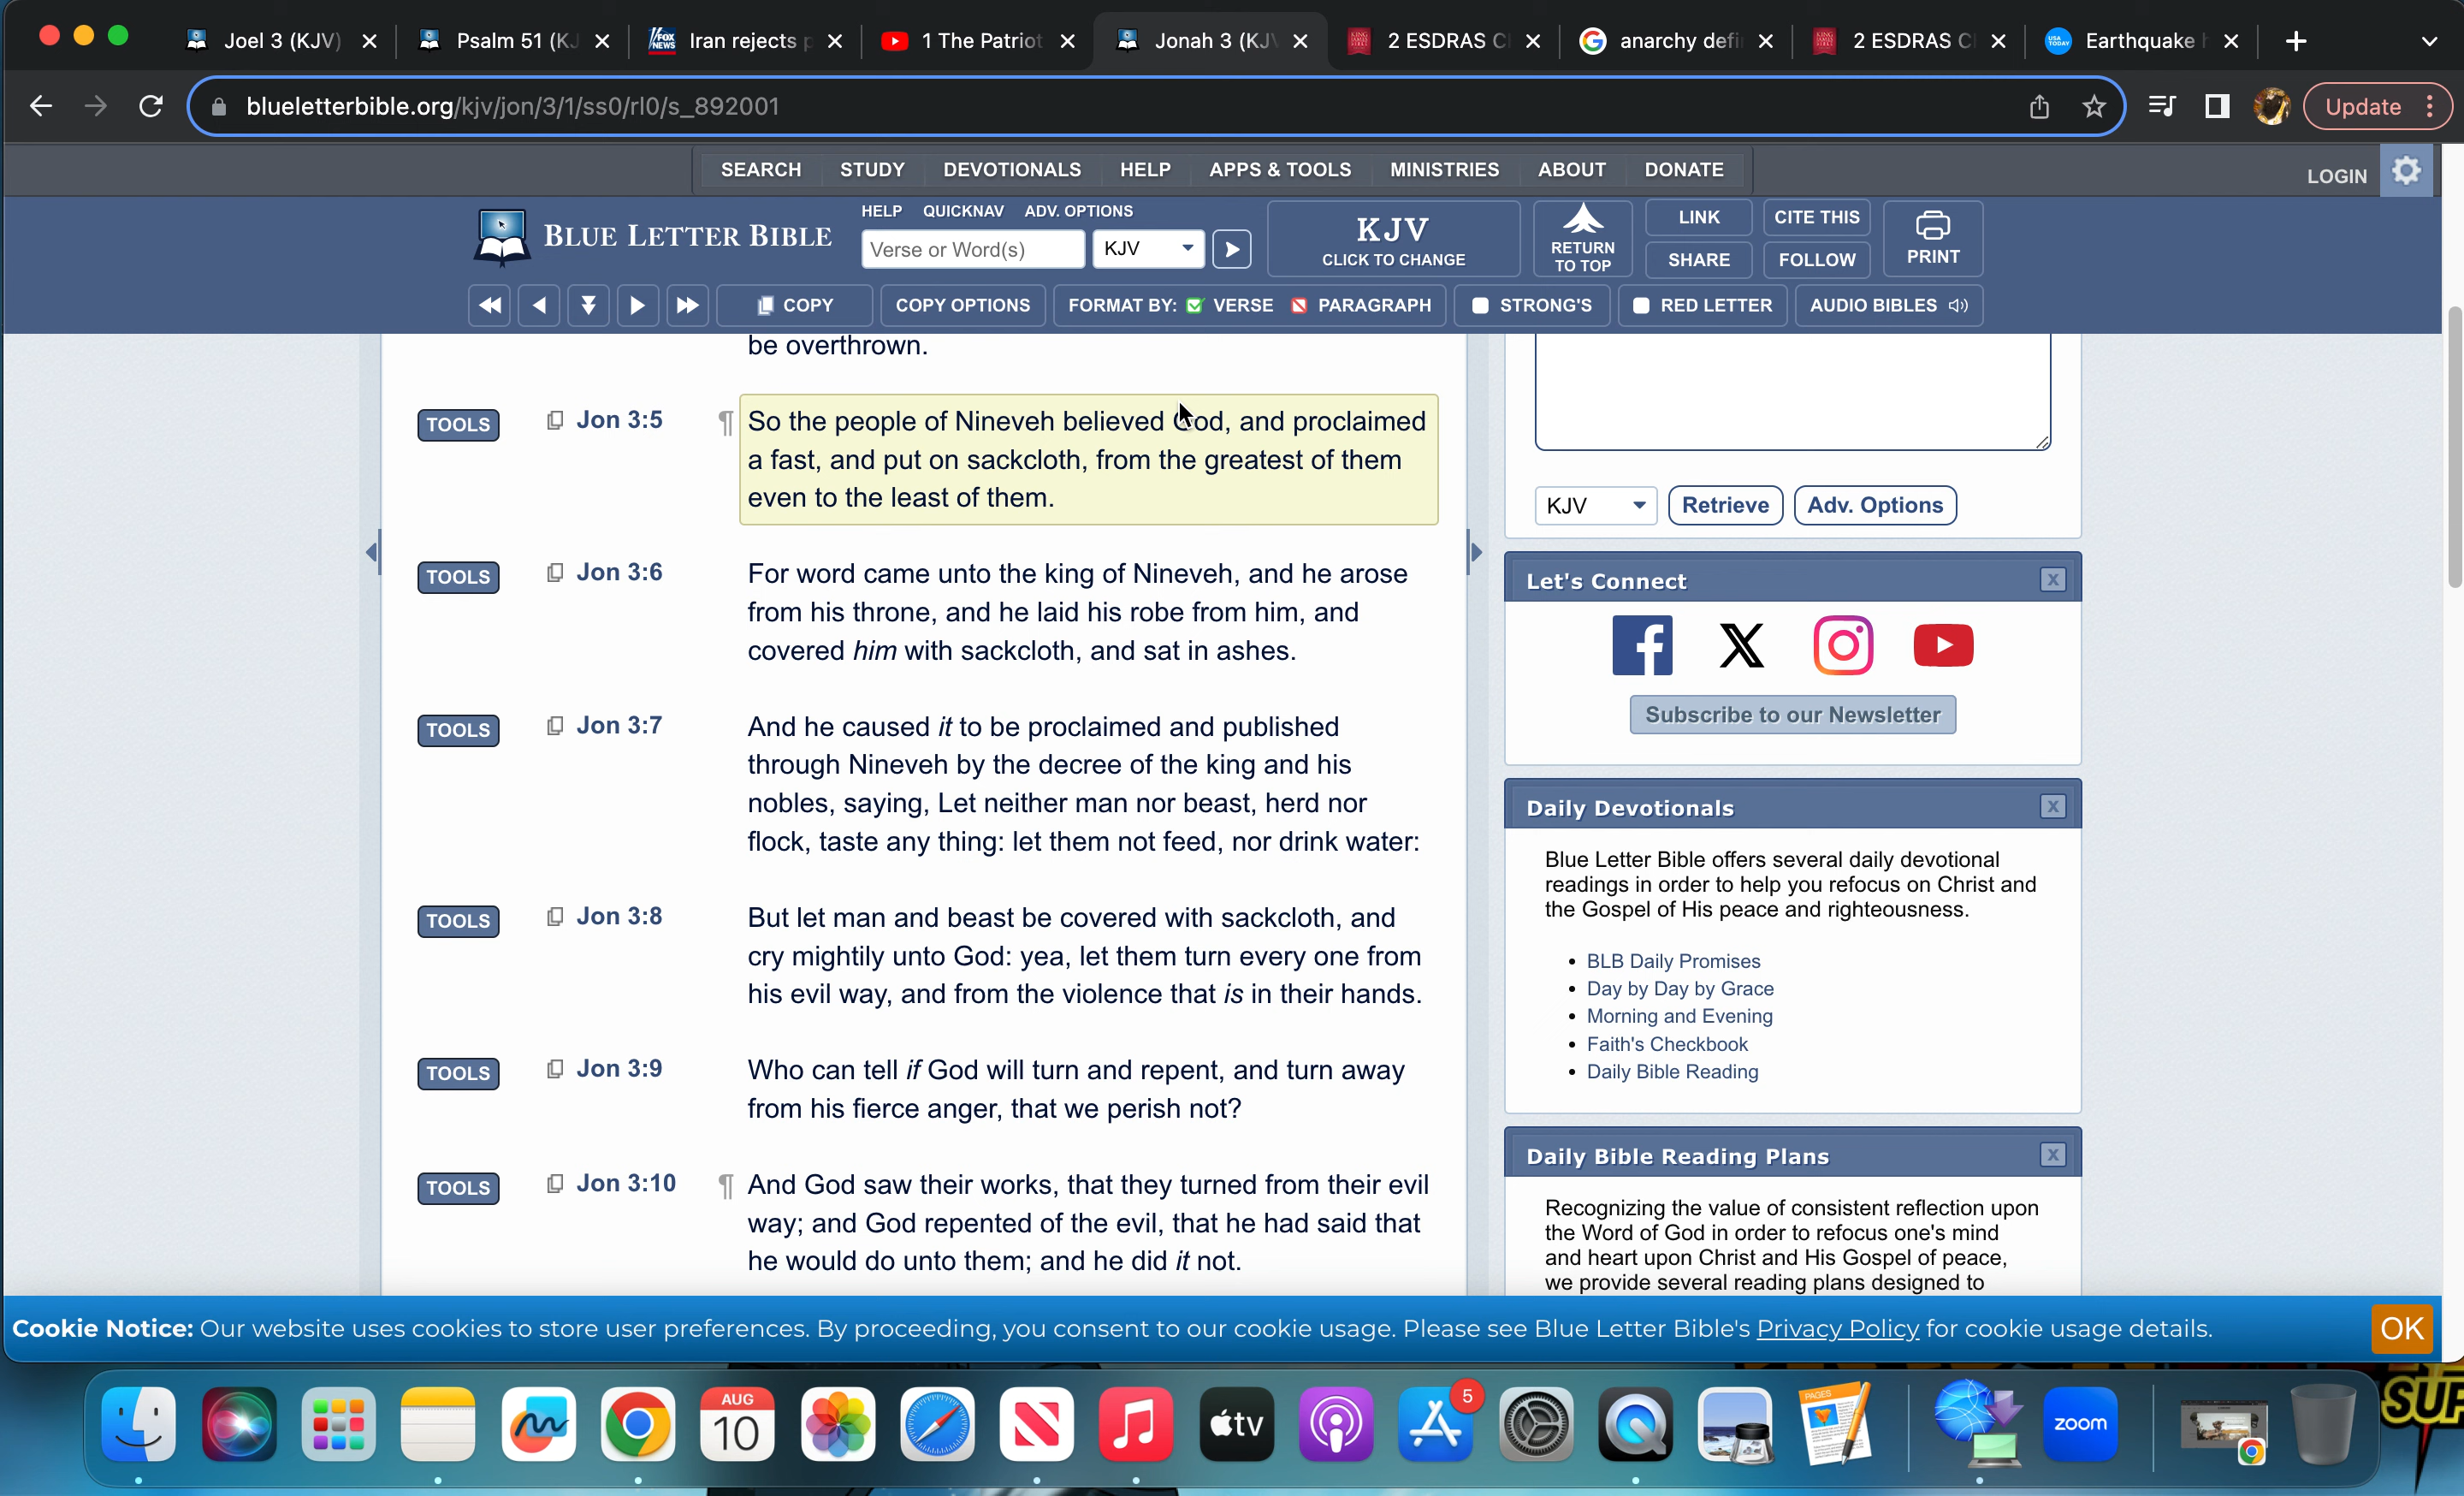 Joel 3 (KJV)
Psalm 51 (KJ
Iran rejects p
1 The Patriot
Jonah 3 (KJV
2 ESDRAS C
anarchy defi
2 ESDRAS C
Earthquake
blueletterbible.org/kjv/jon/3/1/ss0/rl0/s_892001
Update
SEARCH STUDY DEVOTIONALS HELP APPS & TOOLS MINISTRIES ABOUT DONATE
LOGIN
BLUE LETTER BIBLE
HELP QUICKNAV ADV. OPTIONS
Verse or Word(s)
KJV
KJV
CLICK TO CHANGE
RETURN
TO TOP
LINK
CITE THIS
SHARE
FOLLOW
PRINT
COPY
COPY OPTIONS
FORMAT BY: VERSE PARAGRAPH
STRONG'S
RED LETTER
AUDIO BIBLES
be overthrown.
TOOLS Jon 3:5 ¶ So the people of Nineveh believed God, and proclaimed
a fast, and put on sackcloth, from the greatest of them
even to the least of them.
TOOLS Jon 3:6 For word came unto the king of Nineveh, and he arose
from his throne, and he laid his robe from him, and
covered him with sackcloth, and sat in ashes.
TOOLS Jon 3:7 And he caused it to be proclaimed and published
through Nineveh by the decree of the king and his
nobles, saying, Let neither man nor beast, herd nor
flock, taste any thing: let them not feed, nor drink water:
TOOLS Jon 3:8 But let man and beast be covered with sackcloth, and
cry mightily unto God: yea, let them turn every one from
his evil way, and from the violence that is in their hands.
TOOLS Jon 3:9 Who can tell if God will turn and repent, and turn away
from his fierce anger, that we perish not?
TOOLS Jon 3:10 ¶ And God saw their works, that they turned from their evil
way; and God repented of the evil, that he had said that
he would do unto them; and he did it not.
KJV Retrieve Adv. Options
Let's Connect
Subscribe to our Newsletter
Daily Devotionals
Blue Letter Bible offers several daily devotional
readings in order to help you refocus on Christ and
the Gospel of His peace and righteousness.
• BLB Daily Promises
• Day by Day by Grace
• Morning and Evening
• Faith's Checkbook
• Daily Bible Reading
Daily Bible Reading Plans
Recognizing the value of consistent reflection upon
the Word of God in order to refocus one's mind
and heart upon Christ and His Gospel of peace,
we provide several reading plans designed to
Cookie Notice: Our website uses cookies to store user preferences. By proceeding, you consent to our cookie usage. Please see Blue Letter Bible's Privacy Policy for cookie usage details.
OK
AUG
10
tv
5
PAGES
zoom
SUP